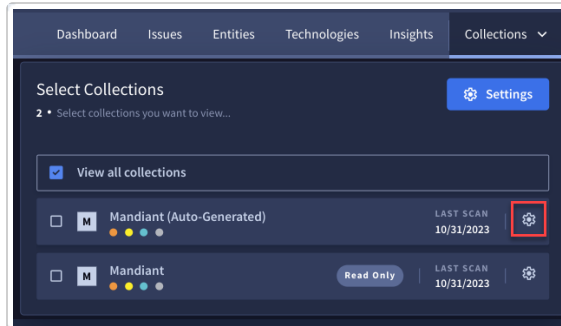 Dashboard Issues Entities Technologies Insights Collections
Select Collections
Settings
2 • Select collections you want to view...
View all collections
M Mandiant (Auto-Generated) LAST SCAN
10/31/2023
M Mandiant Read Only LAST SCAN
10/31/2023